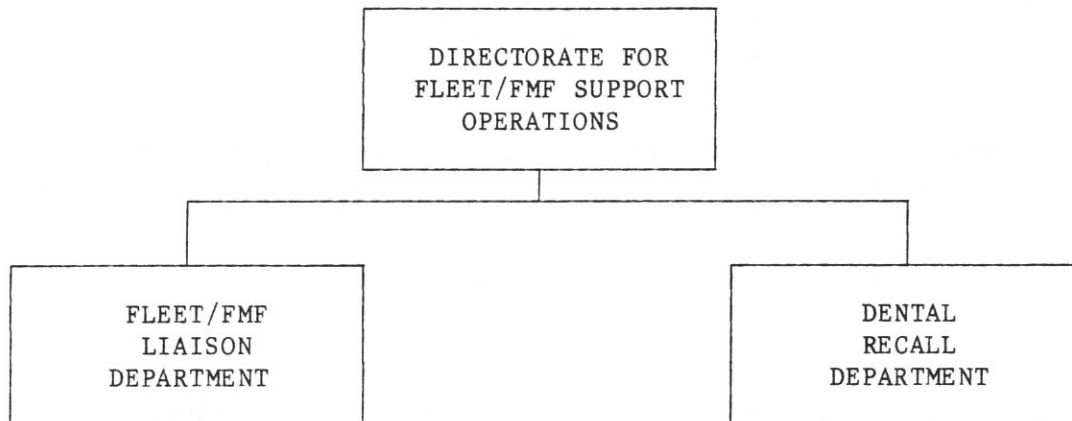 DIRECTORATE FOR
FLEET/FMF SUPPORT
OPERATIONS
FLEET/FMF
LIAISON
DEPARTMENT
DENTAL
RECALL
DEPARTMENT